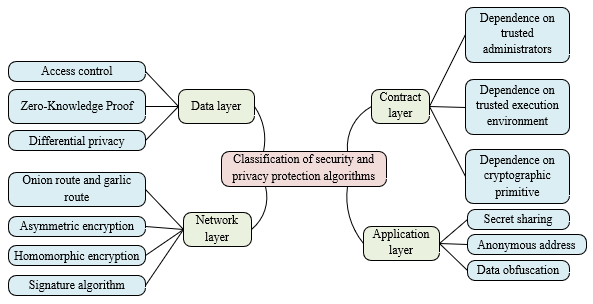 Classification of security and
privacy protection algorithms
Data layer
Access control
Zero-Knowledge Proof
Differential privacy
Network
layer
Onion route and garlic
route
Asymmetric encryption
Homomorphic encryption
Signature algorithm
Contract
layer
Dependence on
trusted
administrators
Dependence on
trusted execution
environment
Dependence on
cryptographic
primitive
Application
layer
Secret sharing
Anonymous address
Data obfuscation